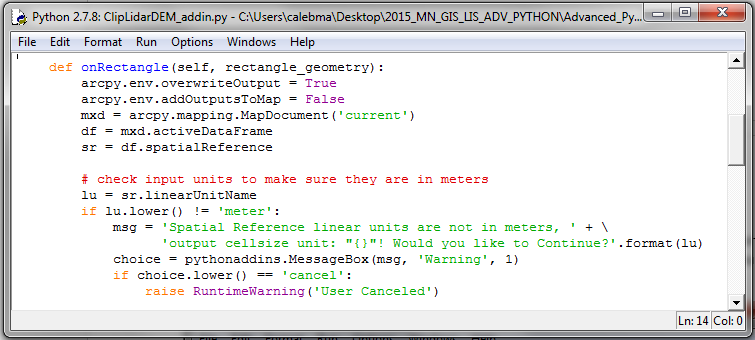 Python 2.7.8: ClipLidarDEM_addin.py - C:\Users\calebma\Desktop\2015_MN_GIS_LIS_ADV_PYTHON\Advanced_Py...
File Edit Format Run Options Windows Help
def onRectangle(self, rectangle_geometry):
arcpy.env.overwriteOutput = True
arcpy.env.addOutputsToMap = False
mxd = arcpy.mapping.MapDocument('current')
df = mxd.activeDataFrame
sr = df.spatialReference
# check input units to make sure they are in meters
lu = sr.linearUnitName
if lu.lower() != 'meter':
msg = 'Spatial Reference linear units are not in meters, ' + \
'output cellsize unit: "{}"! Would you like to Continue?'.format(lu)
choice = pythonaddins.MessageBox(msg, 'Warning', 1)
if choice.lower() == 'cancel':
raise RuntimeWarning('User Canceled')
Ln: 14 Col: 0